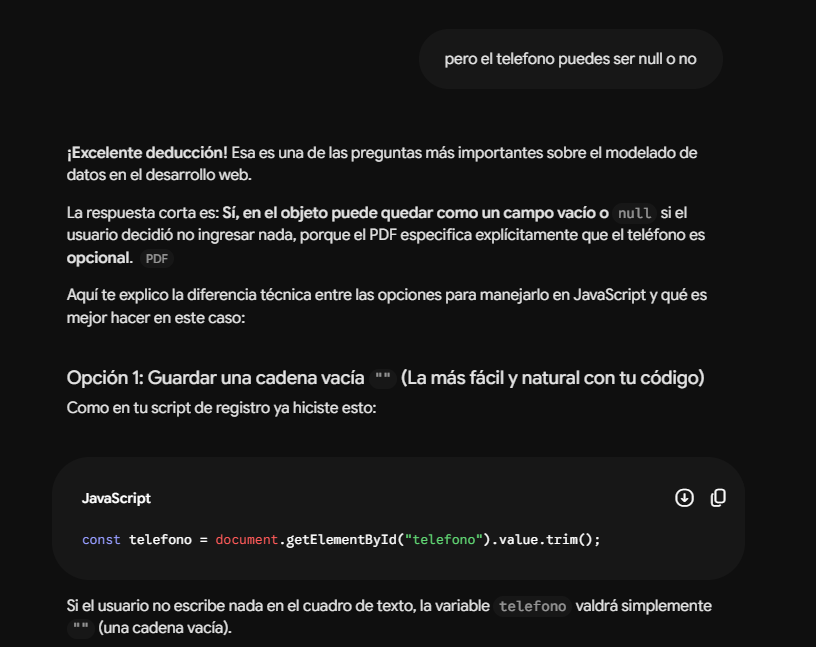 pero el telefono puedes ser null o no
¡Excelente deducción! Esa es una de las preguntas más importantes sobre el modelado de
datos en el desarrollo web.
La respuesta corta es: Sí, en el objeto puede quedar como un campo vacío o null si el
usuario decidió no ingresar nada, porque el PDF especifica explícitamente que el teléfono es
opcional. PDF
Aquí te explico la diferencia técnica entre las opciones para manejarlo en JavaScript y qué es
mejor hacer en este caso:
Opción 1: Guardar una cadena vacía "" (La más fácil y natural con tu código)
Como en tu script de registro ya hiciste esto:
JavaScript
const telefono = document.getElementById("telefono").value.trim();
Si el usuario no escribe nada en el cuadro de texto, la variable telefono valdrá simplemente
"" (una cadena vacía).